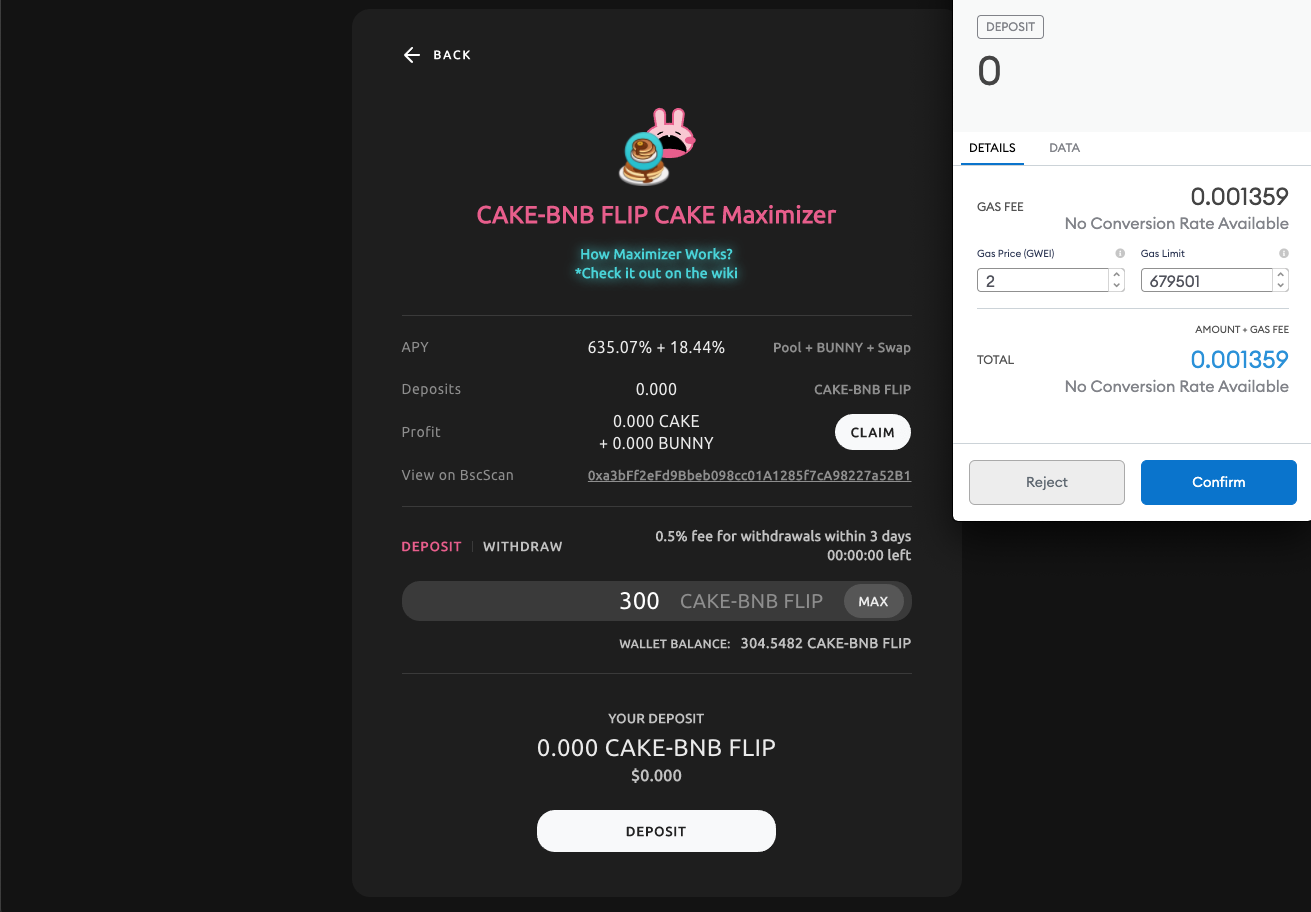 BACK
CAKE-BNB FLIP CAKE Maximizer
How Maximizer Works?
*Check it out on the wiki
APY 635.07% + 18.44% Pool + BUNNY + Swap
Deposits 0.000 CAKE-BNB FLIP
Profit 0.000 CAKE
+ 0.000 BUNNY CLAIM
View on BscScan 0xa3bFf2eFd9Bbeb098cc01A1285f7cA98227a52B1
DEPOSIT WITHDRAW
0.5% fee for withdrawals within 3 days
00:00:00 left
300 CAKE-BNB FLIP MAX
WALLET BALANCE: 304.5482 CAKE-BNB FLIP
YOUR DEPOSIT
0.000 CAKE-BNB FLIP
$0.000
DEPOSIT
DEPOSIT
0
DETAILS DATA
GAS FEE 0.001359
No Conversion Rate Available
Gas Price (GWEI) Gas Limit
2 679501
AMOUNT + GAS FEE
TOTAL 0.001359
No Conversion Rate Available
Reject Confirm